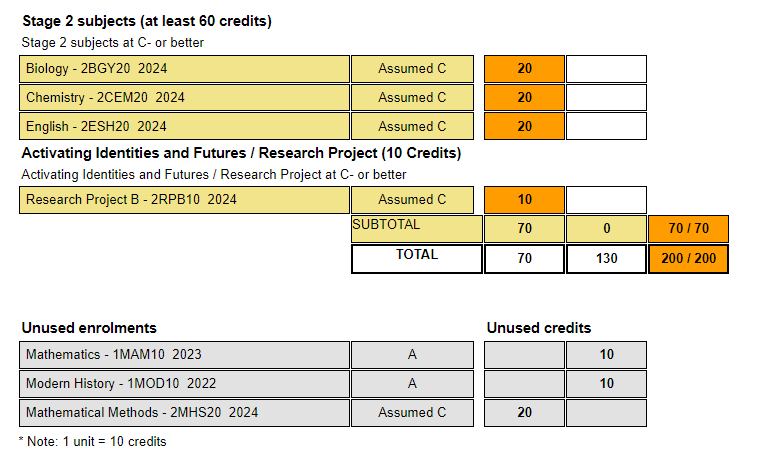 Stage 2 subjects (at least 60 credits)
Stage 2 subjects at C- or better
Biology - 2BGY20 2024 Assumed C 20
Chemistry - 2CEM20 2024 Assumed C 20
English - 2ESH20 2024 Assumed C 20
Activating Identities and Futures / Research Project (10 Credits)
Activating Identities and Futures / Research Project at C- or better
Research Project B - 2RPB10 2024 Assumed C 10
SUBTOTAL 70 0 70 / 70
TOTAL 70 130 200 / 200
Unused enrolments Unused credits
Mathematics - 1MAM10 2023 A 10
Modern History - 1MOD10 2022 A 10
Mathematical Methods - 2MHS20 2024 Assumed C 20
* Note: 1 unit = 10 credits